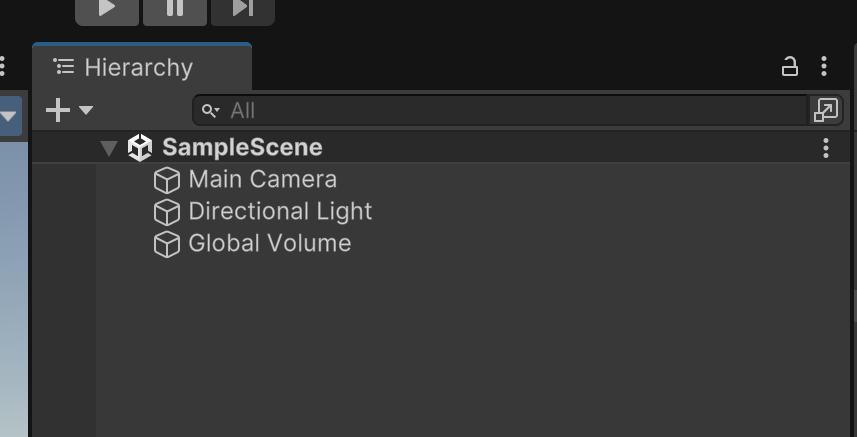 Hierarchy
All
SampleScene
Main Camera
Directional Light
Global Volume